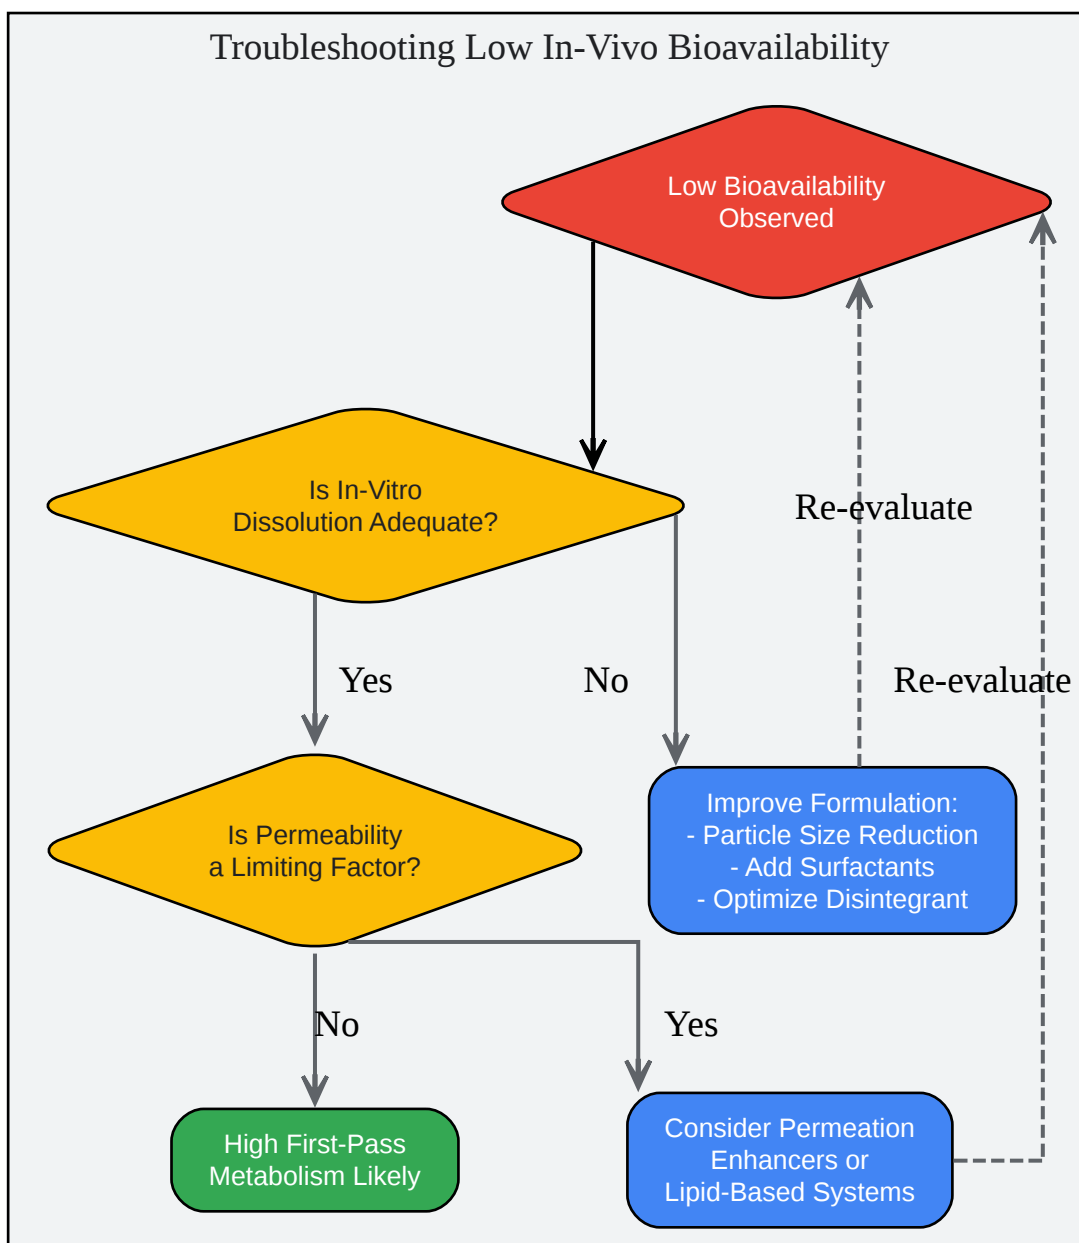 Troubleshooting Low In-Vivo Bioavailability
Low Bioavailability
Observed
Is In-Vitro
Dissolution Adequate?
Re-evaluate
Yes
No
Re-evaluate
Improve Formulation:
- Particle Size Reduction
- Add Surfactants
- Optimize Disintegrant
Is Permeability
a Limiting Factor?
No
Yes
High First-Pass
Metabolism Likely
Consider Permeation
Enhancers or
Lipid-Based Systems